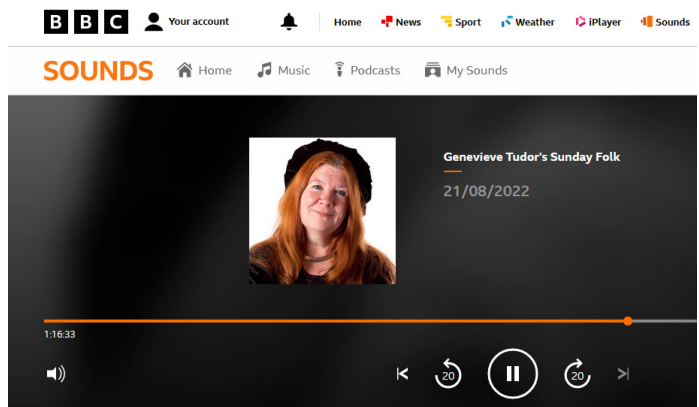 BBC Your account Home News Sport Weather iPlayer Sounds
SOUNDS Home Music Podcasts My Sounds
Genevieve Tudor's Sunday Folk
21/08/2022
1:16:33
20 20